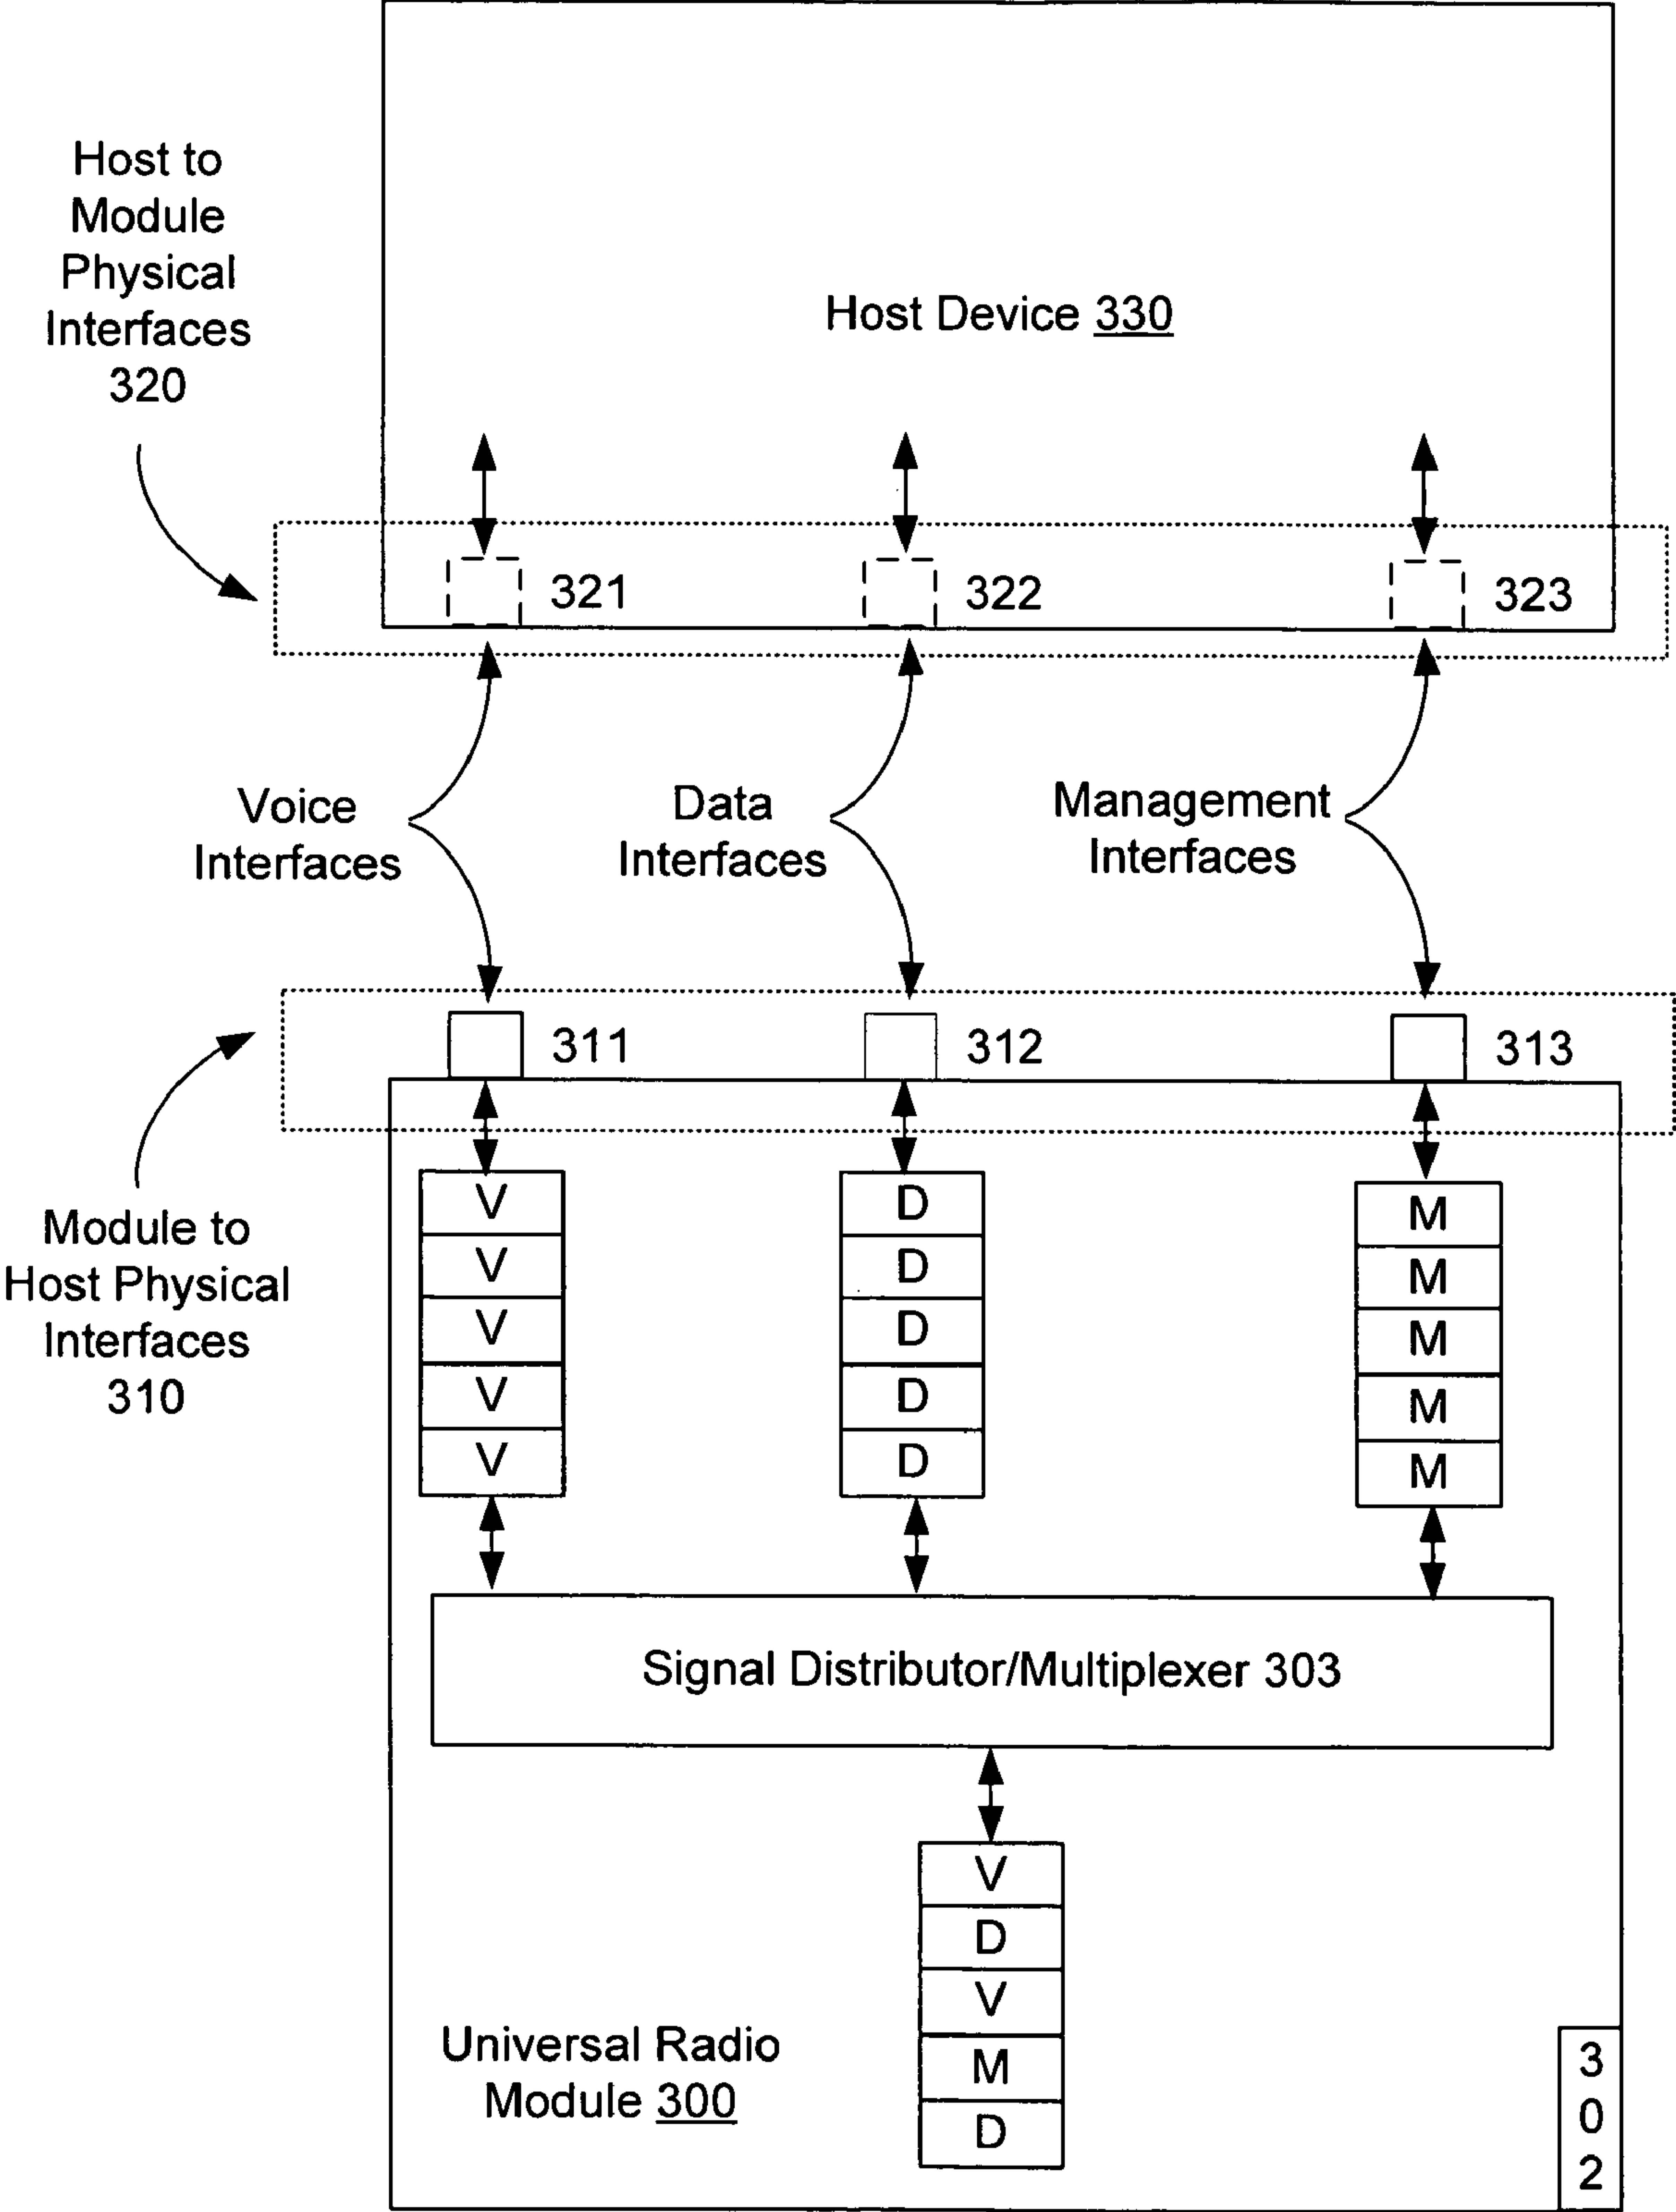 Host to
Module
Physical
Interfaces
320
Host Device 330
321
322
323
Voice
Interfaces
Data
Interfaces
Management
Interfaces
311
312
313
Module to
Host Physical
Interfaces
310
V
V
V
V
V
D
D
D
D
D
M
M
M
M
M
Signal Distributor/Multiplexer 303
V
D
V
M
D
Universal Radio
Module 300
3
0
2